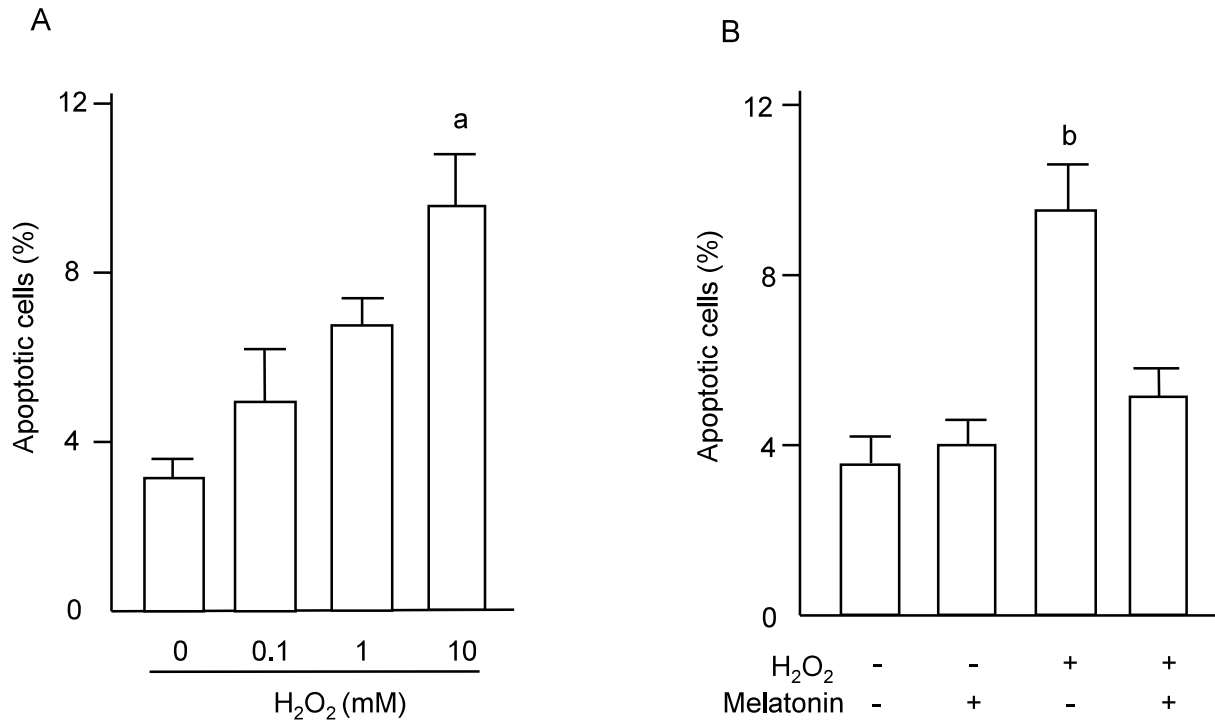 A
12
8
4
0
Apoptotic cells (%)
a
0 0.1 1 10
H₂O₂ (mM)
B
12
8
4
0
Apoptotic cells (%)
b
H₂O₂ - - + +
Melatonin - + - +